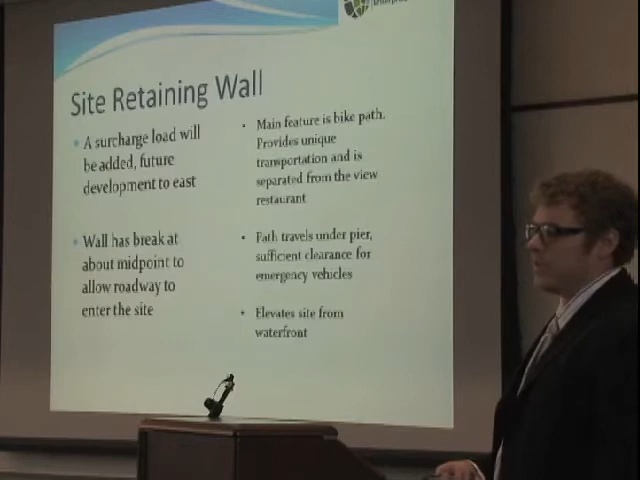 Site Retaining Wall
A surcharge load will
be added, future
development to east
Wall has break at
about midpoint to
allow roadway to
enter the site
Main feature is bike path.
Provides unique
transportation and is
separated from the view
restaurant
Path travels under pier,
sufficient clearance for
emergency vehicles
Elevates site from
waterfront